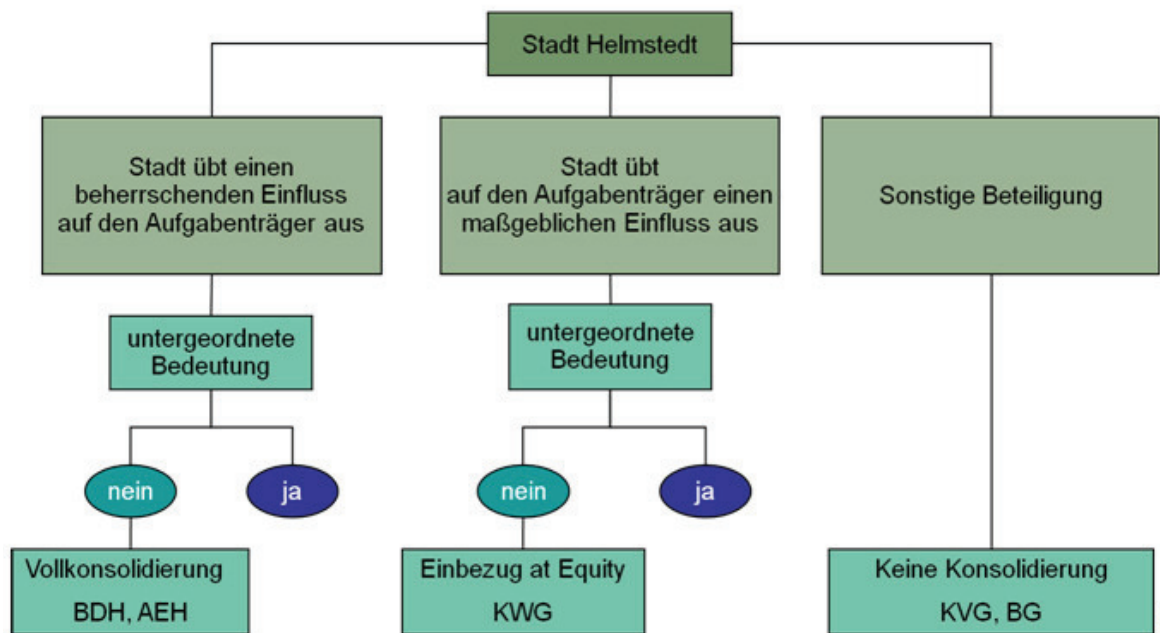 Stadt Helmstedt
Stadt übt einen
beherrschenden Einfluss
auf den Aufgabenträger aus
Stadt übt
auf den Aufgabenträger einen
maßgeblichen Einfluss aus
Sonstige Beteiligung
untergeordnete
Bedeutung
untergeordnete
Bedeutung
nein
ja
nein
ja
Vollkonsolidierung
BDH, AEH
Einbezug at Equity
KWG
Keine Konsolidierung
KVG, BG